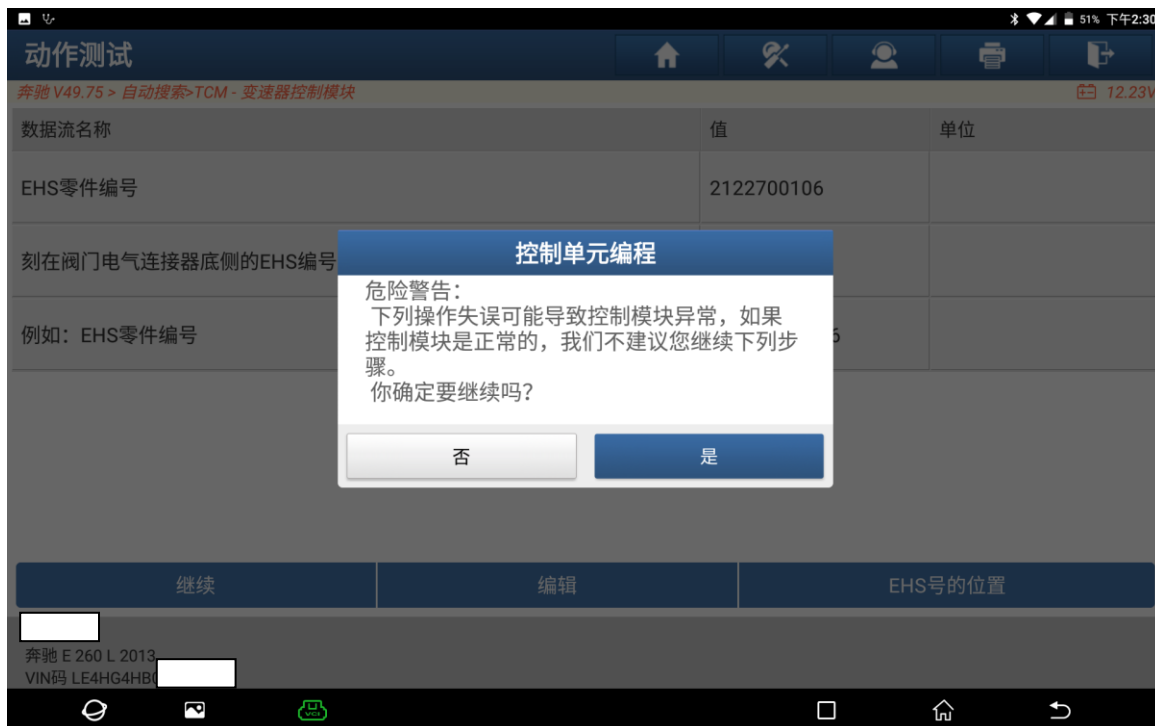 51% 下午2:30
动作测试
奔驰 V49.75 > 自动搜索>TCM - 变速器控制模块 12.23V
数据流名称 值 单位
EHS零件编号 2122700106
刻在阀门电气连接器底侧的EHS编号
例如：EHS零件编号 6
控制单元编程
危险警告：
下列操作失误可能导致控制模块异常，如果
控制模块是正常的，我们不建议您继续下列步
骤。
你确定要继续吗？
否 是
继续 编辑 EHS号的位置
奔驰 E 260 L 2013
VIN码 LE4HG4HB
VCI